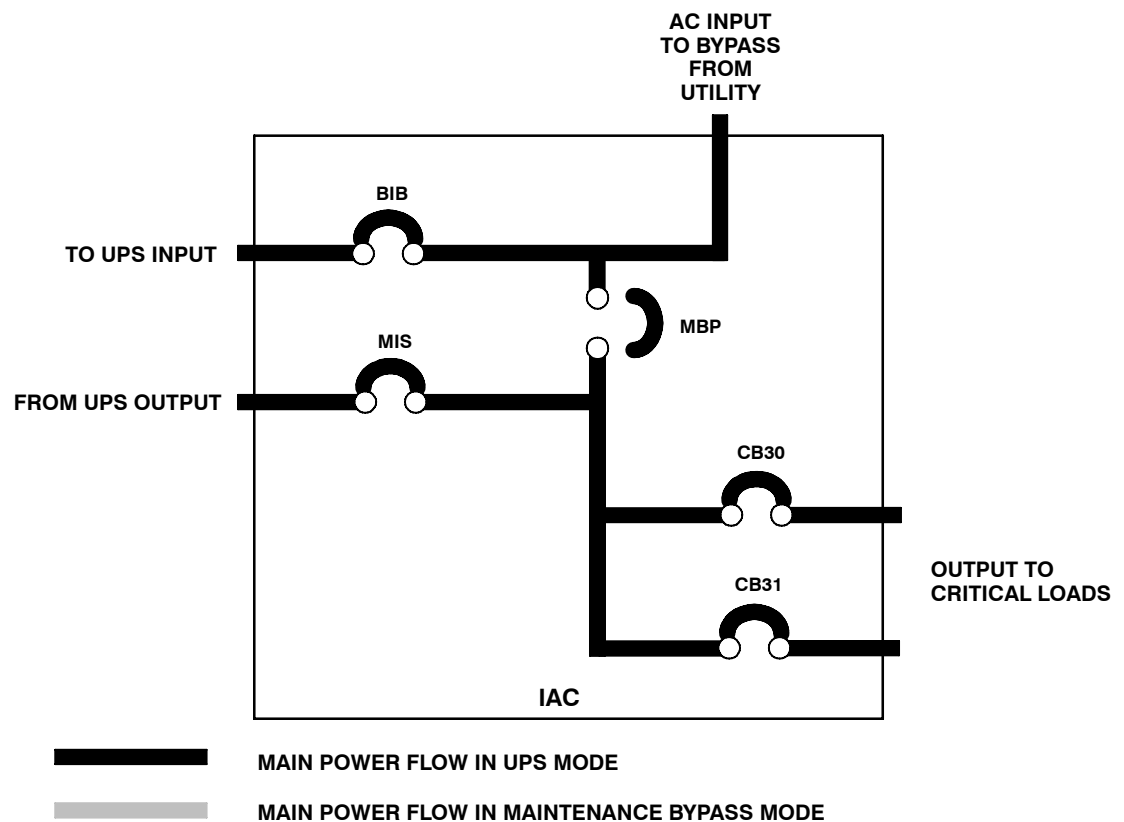 AC INPUT
TO BYPASS
FROM
UTILITY
BIB
TO UPS INPUT
MBP
MIS
FROM UPS OUTPUT
CB30
OUTPUT TO
CRITICAL LOADS
CB31
IAC
MAIN POWER FLOW IN UPS MODE
MAIN POWER FLOW IN MAINTENANCE BYPASS MODE